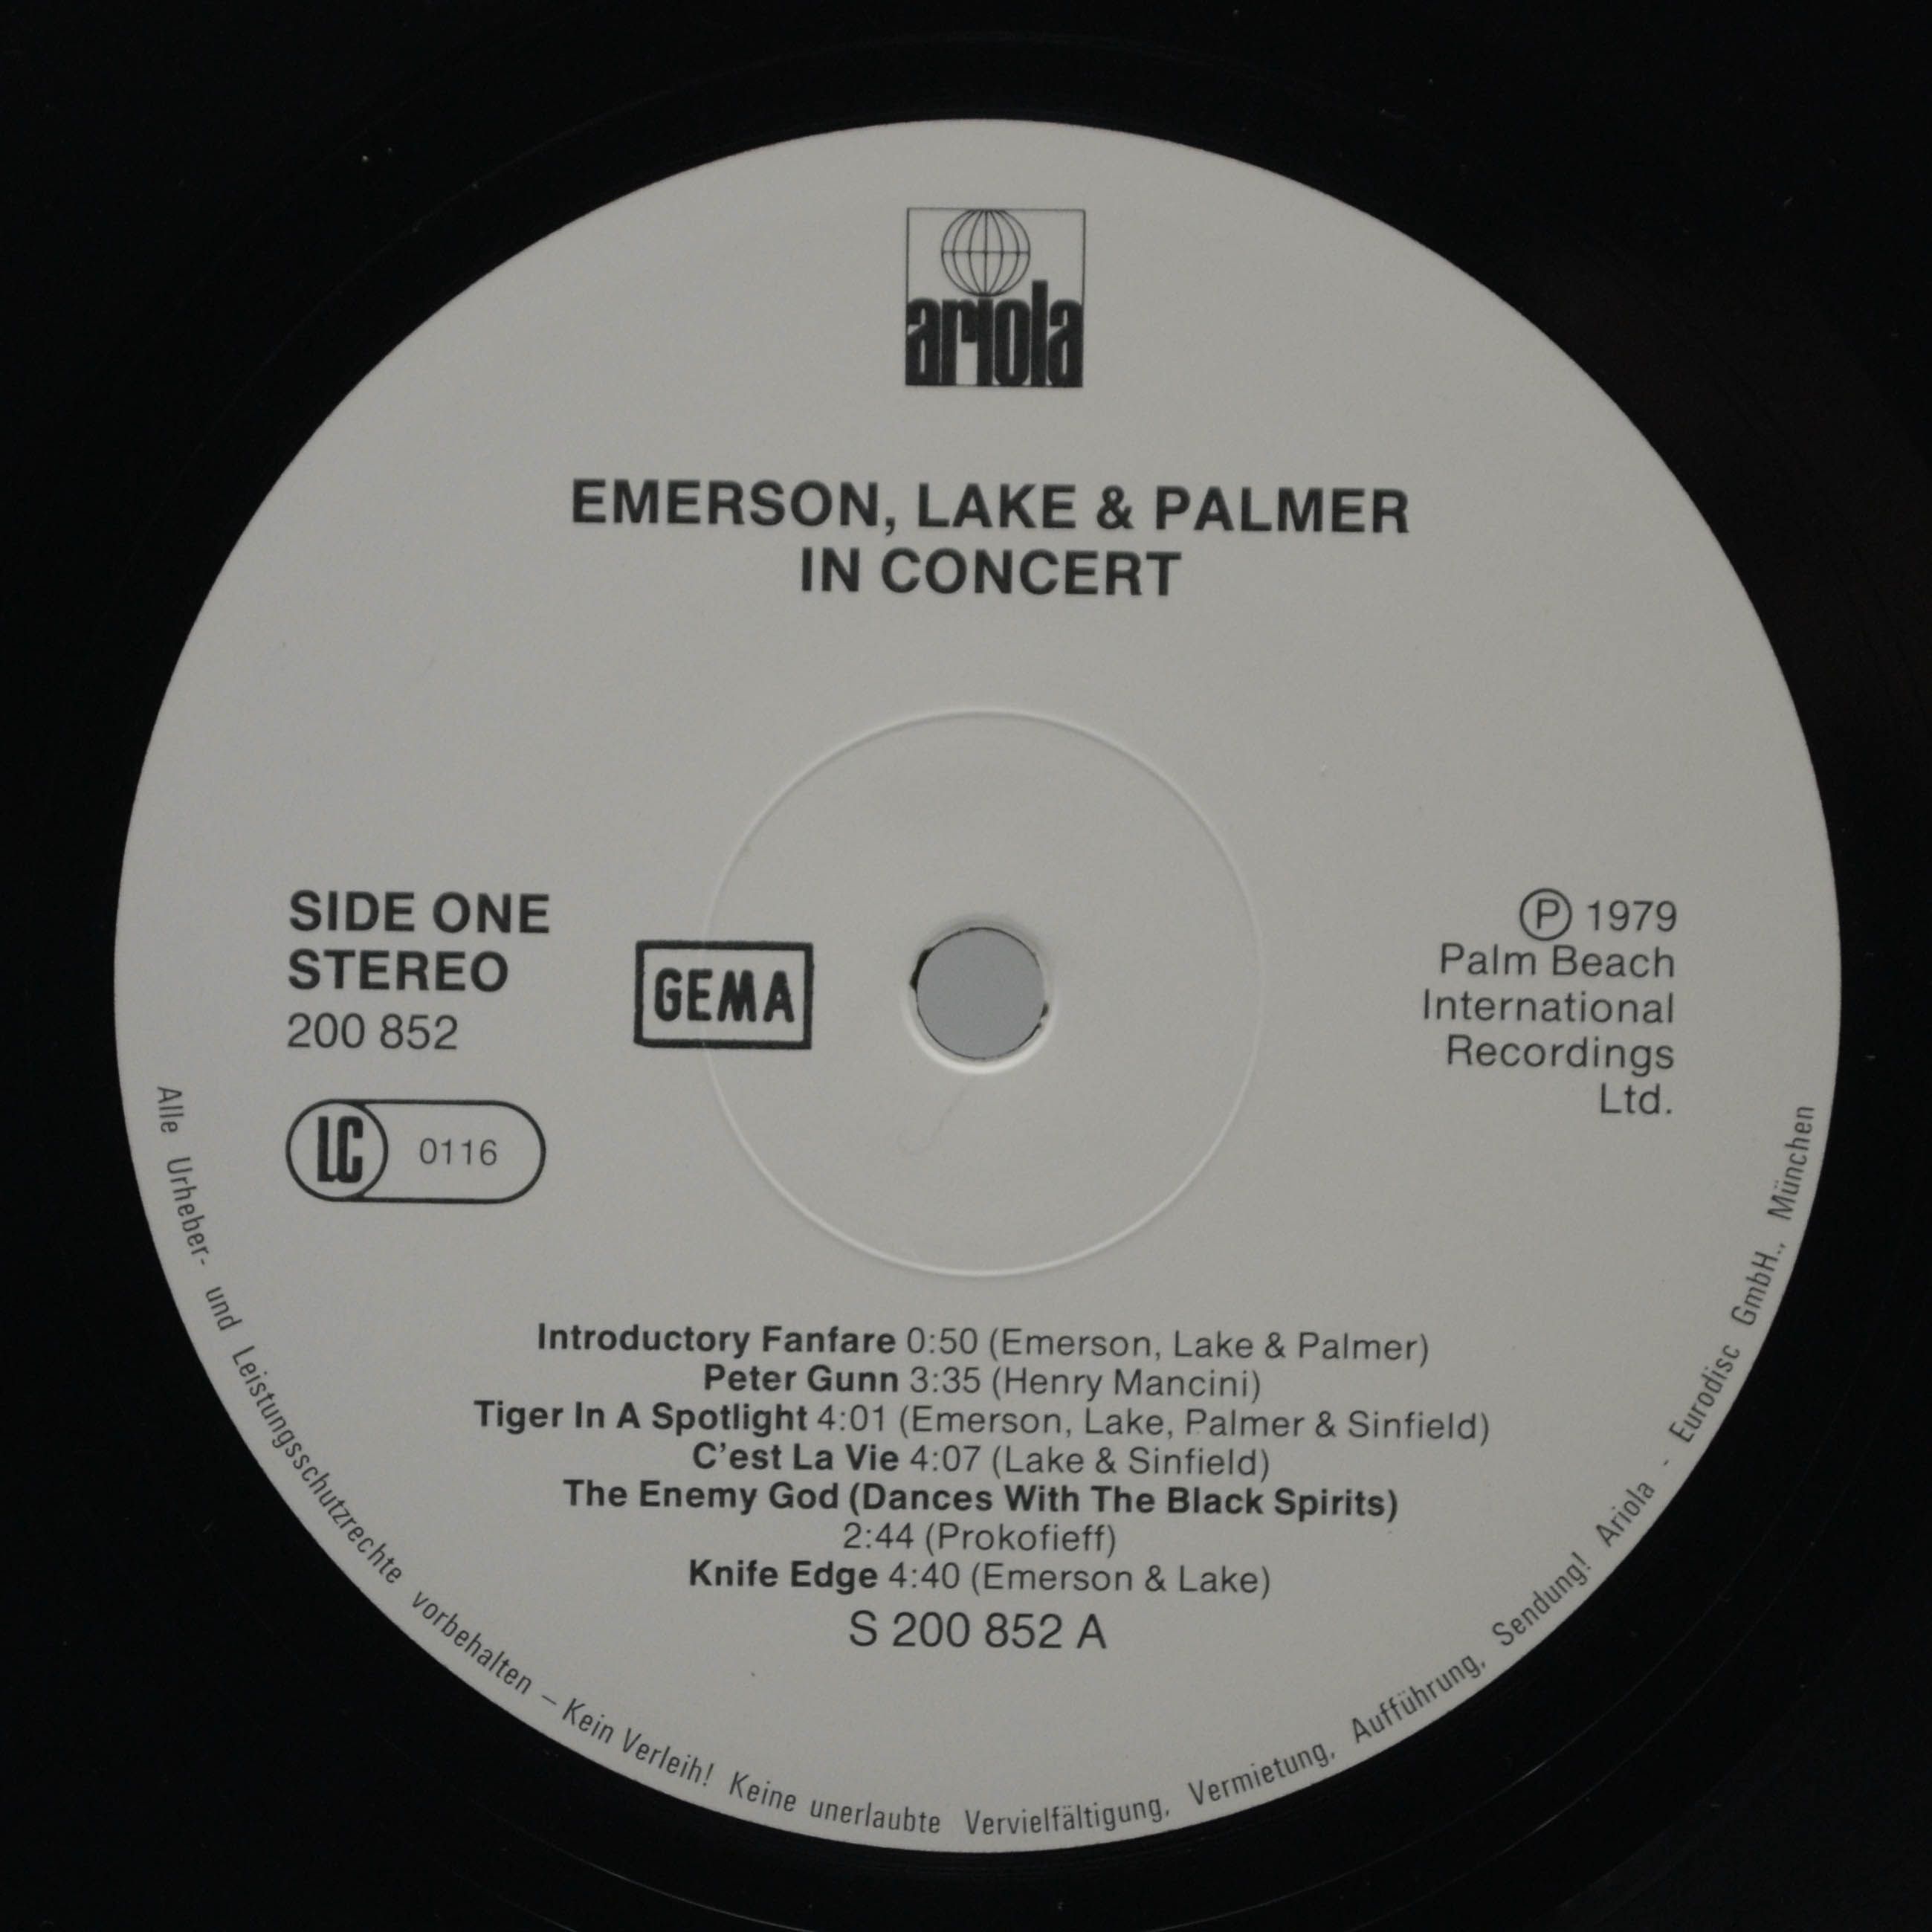 ariola
EMERSON, LAKE & PALMER
IN CONCERT
SIDE ONE
STEREO
200 852
GEMA
LC 0116
Ⓟ 1979
Palm Beach
International
Recordings
Ltd.
Introductory Fanfare 0:50 (Emerson, Lake & Palmer)
Peter Gunn 3:35 (Henry Mancini)
Tiger In A Spotlight 4:01 (Emerson, Lake, Palmer & Sinfield)
C'est La Vie 4:07 (Lake & Sinfield)
The Enemy God (Dances With The Black Spirits)
2:44 (Prokofieff)
Knife Edge 4:40 (Emerson & Lake)
S 200 852 A
Alle Urheber- und Leistungsschutzrechte vorbehalten – Kein Verleih! Keine unerlaubte Vervielfältigung, Vermietung, Aufführung, Sendung! Ariola - Eurodisc GmbH., München